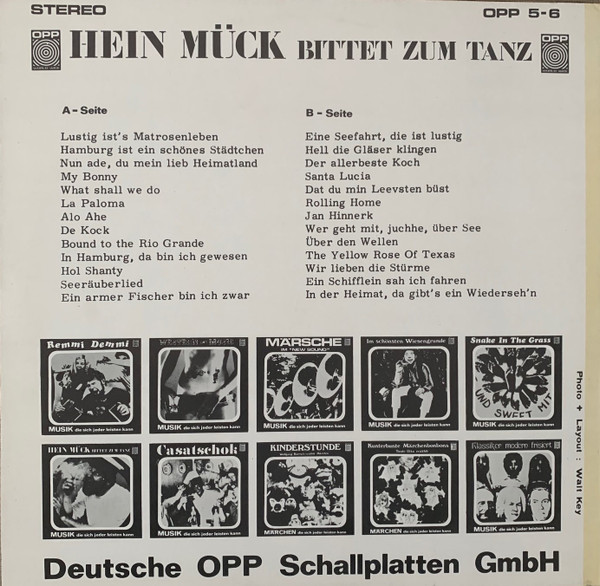 STEREO
OPP 5-6
OPP HEIN MÜCK BITTET ZUM TANZ OPP
A - Seite
Lustig ist's Matrosenleben
Hamburg ist ein schönes Städtchen
Nun ade, du mein lieb Heimatland
My Bonny
What shall we do
La Paloma
Alo Ahe
De Kock
Bound to the Rio Grande
In Hamburg, da bin ich gewesen
Hol Shanty
Seeräuberlied
Ein armer Fischer bin ich zwar
B - Seite
Eine Seefahrt, die ist lustig
Hell die Gläser klingen
Der allerbeste Koch
Santa Lucia
Dat du min Leevsten büst
Rolling Home
Jan Hinnerk
Wer geht mit, juchhe, über See
Über den Wellen
The Yellow Rose Of Texas
Wir lieben die Stürme
Ein Schifflein sah ich fahren
In der Heimat, da gibt's ein Wiederseh'n
Remmi Demmi
MUSIK die sich jeder leisten kann
MUSIK die sich jeder leisten kann
MÄRSCHE
IM "NEW SOUND"
MUSIK die sich jeder leisten kann
Im schönsten Wiesengrunde
MUSIK die sich jeder leisten kann
Snake In The Grass
UND SWEET MIT
MUSIK die sich jeder leisten kann
HEIN MÜCK BITTET ZUM TANZ
MUSIK die sich jeder leisten kann
Casatschok
MUSIK die sich jeder leisten kann
KINDERSTUNDE
MÄRCHEN die sich jeder leisten kann
Kunterbunte Märchenbonbons
MÄRCHEN die sich jeder leisten kann
Klassiker modern frisiert
MUSIK die sich jeder leisten kann
Photo + Layout : Wall Key
Deutsche OPP Schallplatten GmbH